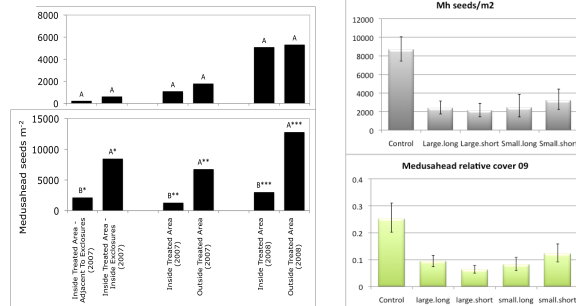 8000
6000
4000
2000
0
A
A
A
A
A
A
15000
10000
5000
0
Medusahead seeds m⁻²
B*
A*
B**
A**
B***
A***
Inside Treated Area –
Adjacent To Exclosures
(2007)
Inside Treated Area –
Inside Exclosures
(2007)
Inside Treated Area
(2007)
Outside Treated Area
(2007)
Inside Treated Area
(2008)
Outside Treated Area
(2008)
Mh seeds/m2
12000
10000
8000
6000
4000
2000
0
Control Large.long Large.short Small.long Small.short
Medusahead relative cover 09
0.4
0.3
0.2
0.1
0
Control large.long large.short small.long small.short